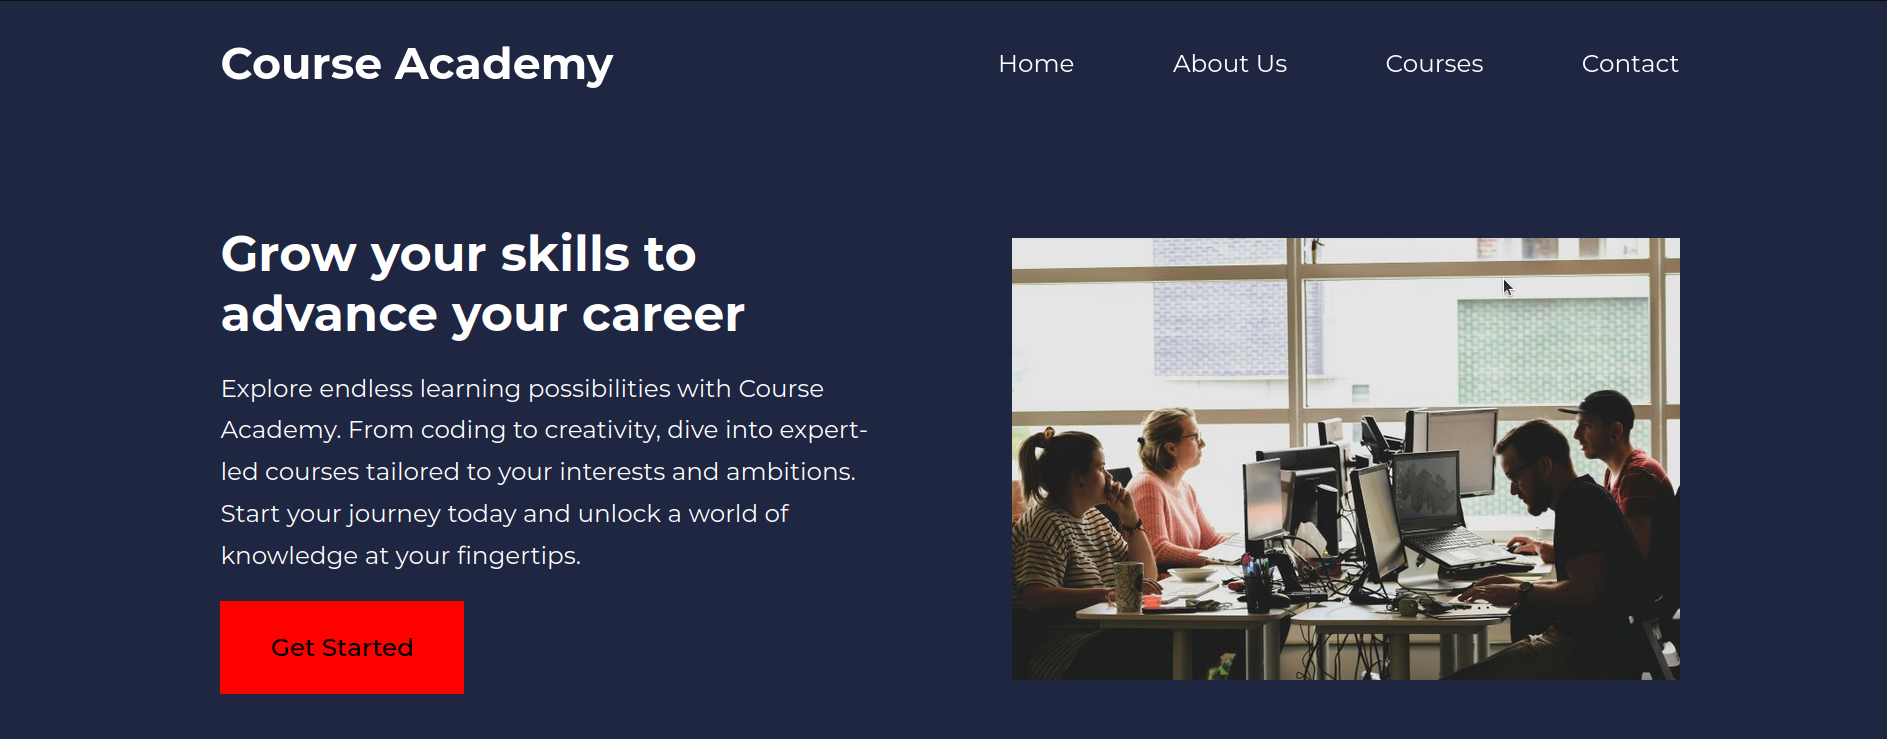 Course Academy
Home
About Us
Courses
Contact
Grow your skills to
advance your career
Explore endless learning possibilities with Course
Academy. From coding to creativity, dive into expert-
led courses tailored to your interests and ambitions.
Start your journey today and unlock a world of
knowledge at your fingertips.
Get Started